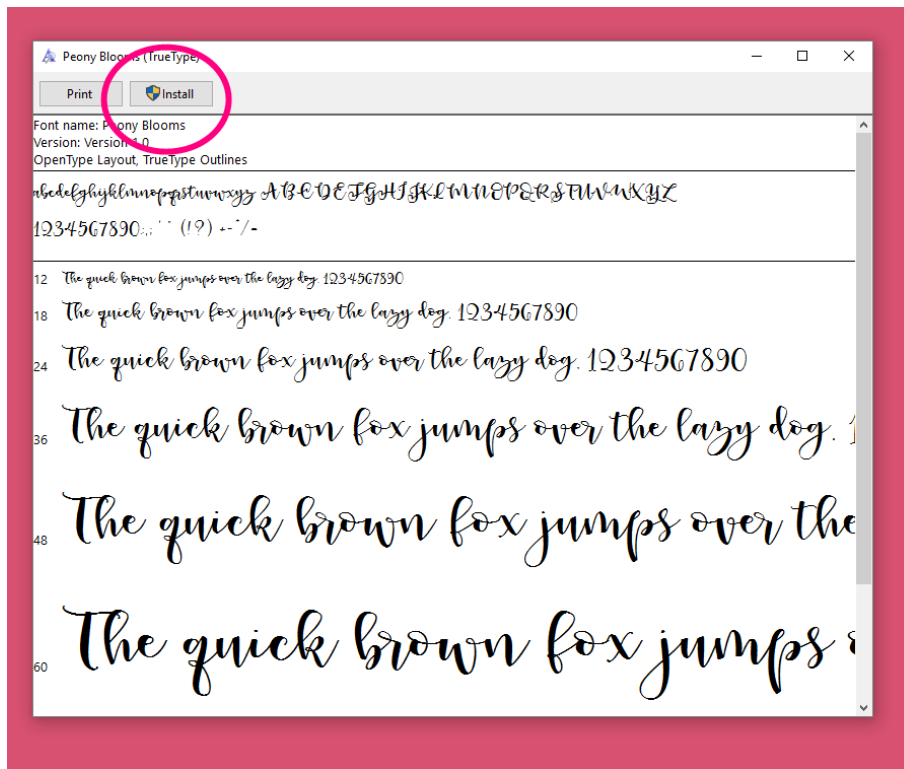 Peony Blooms (TrueType)
Print Install
Font name: Peony Blooms
Version: Version 1.0
OpenType Layout, TrueType Outlines
abcdefghijklmnopqrstuvwxyz ABCDEFGHIJKLMNOPQRSTUVWXYZ
1234567890.:,; ' " (!?) +-*/=
12 The quick brown fox jumps over the lazy dog. 1234567890
18 The quick brown fox jumps over the lazy dog. 1234567890
24 The quick brown fox jumps over the lazy dog. 1234567890
36 The quick brown fox jumps over the lazy dog. 1
48 The quick brown fox jumps over the
60 The quick brown fox jumps